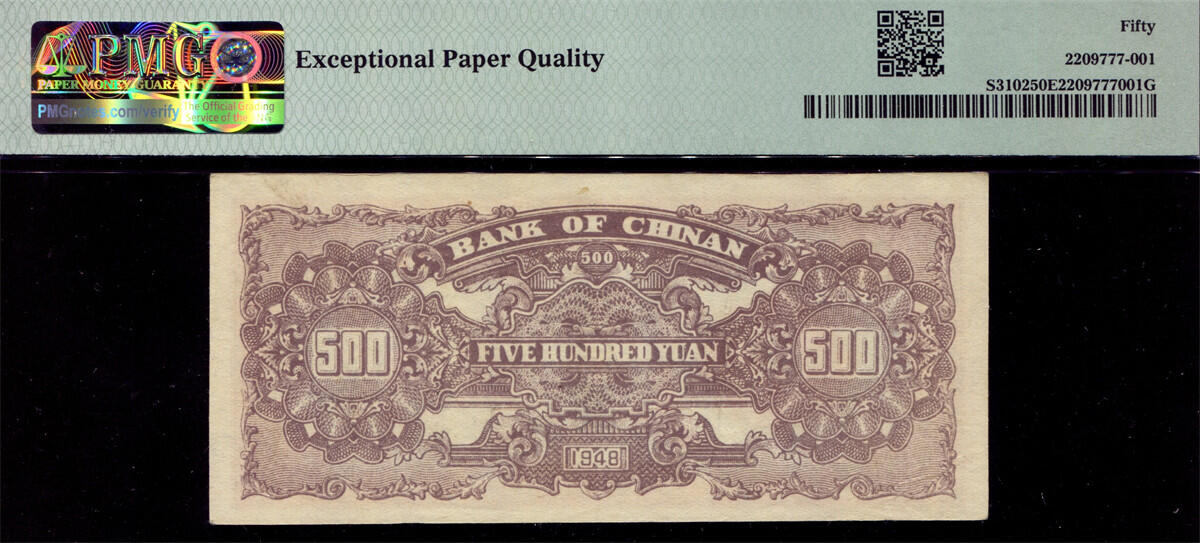 PMG
PAPER MONEY GUARANTY
PMGnotes.com/verify
The Official Grading
Service of the PNG
Exceptional Paper Quality
Fifty
2209777-001
S310250E2209777001G
BANK OF CHINAN
500
500
FIVE HUNDRED YUAN
500
1948